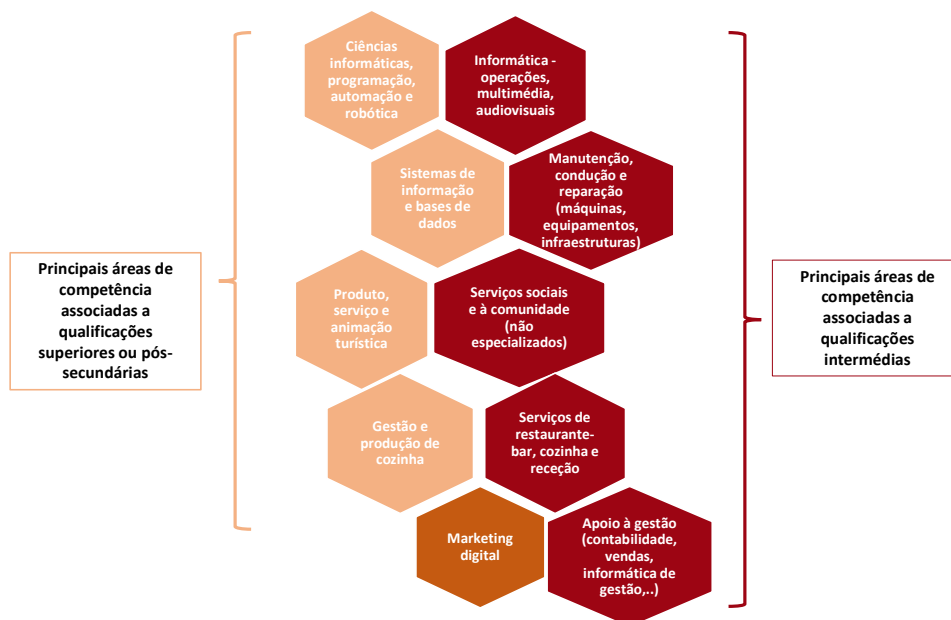 Ciências
informáticas,
programação,
automação e
robótica
Informática -
operações,
multimédia,
audiovisuais
Sistemas de
informação
e bases de
dados
Manutenção,
condução e
reparação
(máquinas,
equipamentos,
infraestruturas)
Principais áreas de
competência
associadas a
qualificações
superiores ou pós-
secundárias
Produto,
serviço e
animação
turística
Serviços sociais
e à comunidade
(não
especializados)
Principais áreas de
competência
associadas a
qualificações
intermédias
Gestão e
produção de
cozinha
Serviços de
restaurante-
bar, cozinha e
receção
Marketing
digital
Apoio à gestão
(contabilidade,
vendas,
informática de
gestão,..)